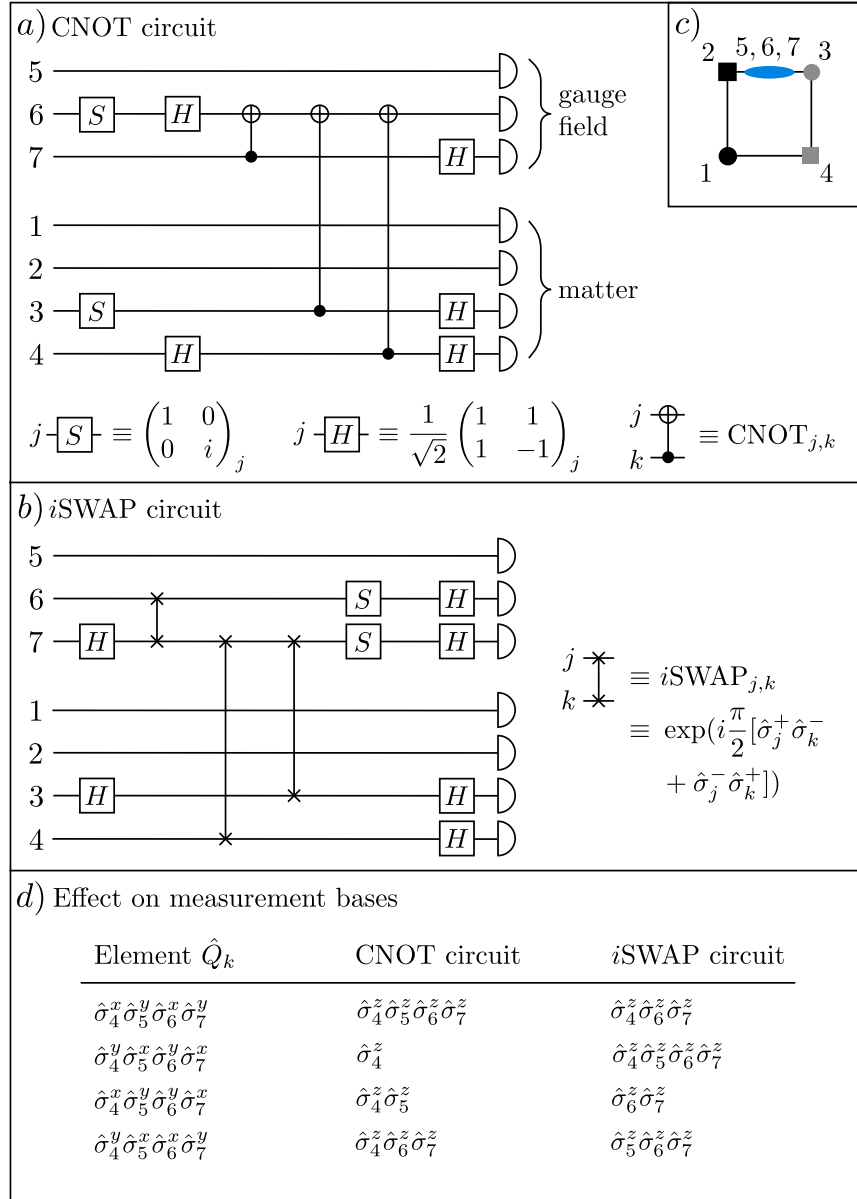 a) CNOT circuit
5
6 S H
7 H
gauge
field
1
2
3 S H
4 H H
matter
j S ≡ (1 0 0 i)_j
j H ≡ 1/√2 (1 1 1 −1)_j
j k ≡ CNOT_{j,k}
c)
2 5, 6, 7 3
1 4
b) iSWAP circuit
5
6 S H
7 H S H
1
2
3 H H
4 H
j
k ≡ iSWAP_{j,k}
≡ exp(i π/2 [σ̂_j^+ σ̂_k^−
+ σ̂_j^− σ̂_k^+])
d) Effect on measurement bases
Element Q̂_k CNOT circuit iSWAP circuit
σ̂_4^x σ̂_5^y σ̂_6^x σ̂_7^y σ̂_4^z σ̂_5^z σ̂_6^z σ̂_7^z σ̂_4^z σ̂_6^z σ̂_7^z
σ̂_4^y σ̂_5^x σ̂_6^y σ̂_7^x σ̂_4^z σ̂_4^z σ̂_5^z σ̂_6^z σ̂_7^z
σ̂_4^x σ̂_5^y σ̂_6^y σ̂_7^x σ̂_4^z σ̂_5^z σ̂_6^z σ̂_7^z
σ̂_4^y σ̂_5^x σ̂_6^x σ̂_7^y σ̂_4^z σ̂_6^z σ̂_7^z σ̂_5^z σ̂_6^z σ̂_7^z